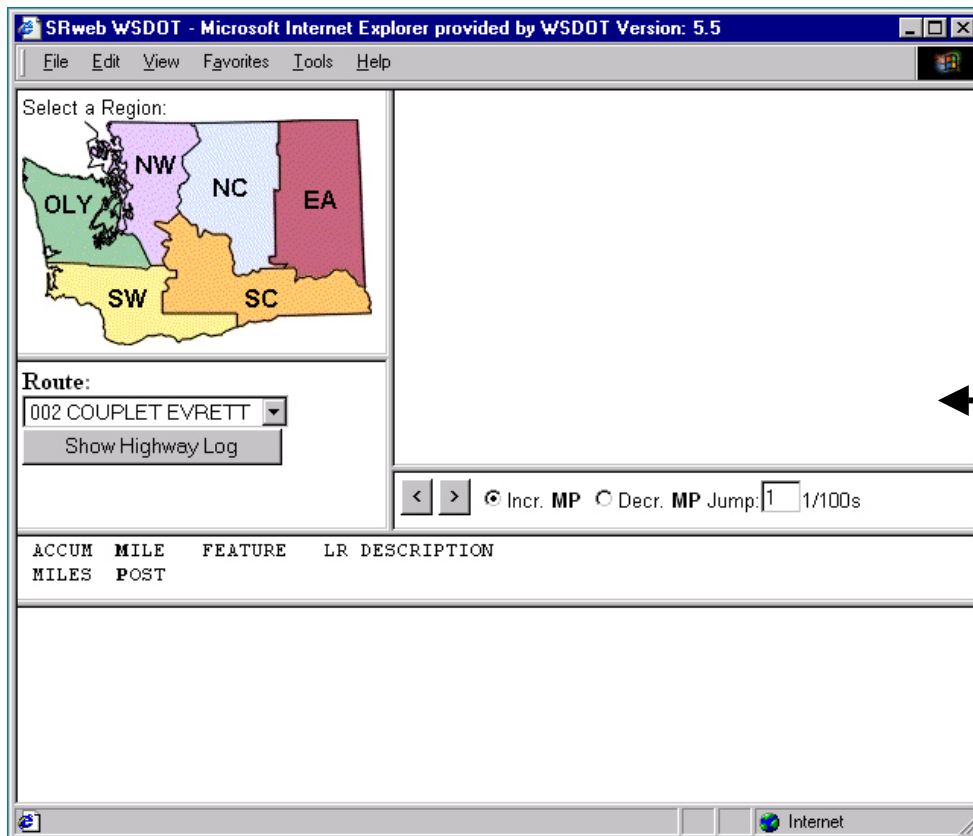 SRweb WSDOT - Microsoft Internet Explorer provided by WSDOT Version: 5.5
File Edit View Favorites Tools Help
Select a Region:
NW
NC
EA
OLY
SW
SC
Route:
002 COUPLET EVRETT
Show Highway Log
< > Incr. MP Decr. MP Jump: 1 1/100s
ACCUM MILE FEATURE LR DESCRIPTION
MILES POST
Internet